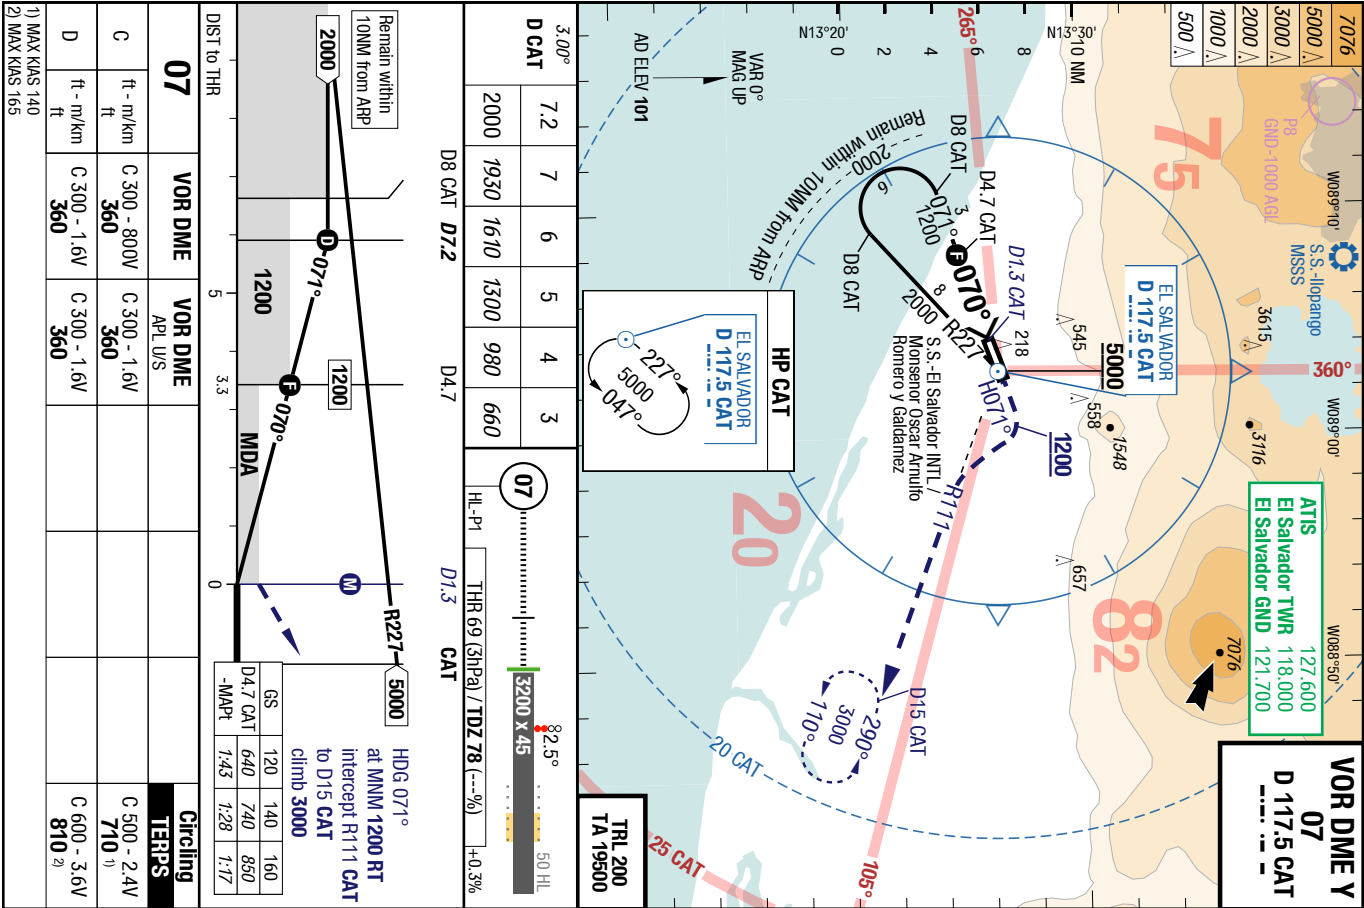 VOR DME Y
07
D 117.5 CAT
7076
5000
3000
2000
1000
500
P8
GND-1000 AGL
W089°10'
S.S.-Ilopango
MSSS
3615
360°
W089°00'
3116
ATIS 127.600
El Salvador TWR 118.000
El Salvador GND 121.700
W088°50'
7076
75
82
20
N13°30'
10 NM
8
6
4
2
0
N13°20'
265°
EL SALVADOR
D 117.5 CAT
5000
545
558
1548
657
218
1200
D1.3 CAT
D4.7 CAT
D8 CAT
F
070°
071°
3
1200
2000
6
Remain within 10NM from ARP
8
2000 R227
D8 CAT
S.S.-El Salvador INTL/
Monsenor Oscar Arnulfo
Romero y Galdamez
H071°
R111
D15 CAT
290°
3000
110°
20 CAT
25 CAT
105°
VAR 0°
MAG UP
AD ELEV 101
HP CAT
EL SALVADOR
D 117.5 CAT
227°
5000
047°
TRL 200
TA 19500
3.00°
D CAT 7.2 7 6 5 4 3
2000 1930 1610 1300 980 660
07
3200 x 45
2.5°
50 HL
HL-P1
THR 69 (3hPa) / TDZ 78 (---%)
+0.3%
D8 CAT D7.2 D4.7 D1.3 CAT
Remain within
10NM from ARP
2000
D
071°
1200
F
1200
070°
MDA
M
R227
5000
HDG 071°
at MNM 1200 RT
intercept R111 CAT
to D15 CAT
climb 3000
DIST to THR 5 3.3 0
GS 120 140 160
D4.7 CAT 640 740 850
-MAPt 1:43 1:28 1:17
07 VOR DME VOR DME Circling
APL U/S TERPS
C ft - m/km C 300 - 800V C 300 - 1.6V C 500 - 2.4V
ft 360 360 710 1)
D ft - m/km C 300 - 1.6V C 300 - 1.6V C 600 - 3.6V
ft 360 360 810 2)
1) MAX KIAS 140
2) MAX KIAS 165